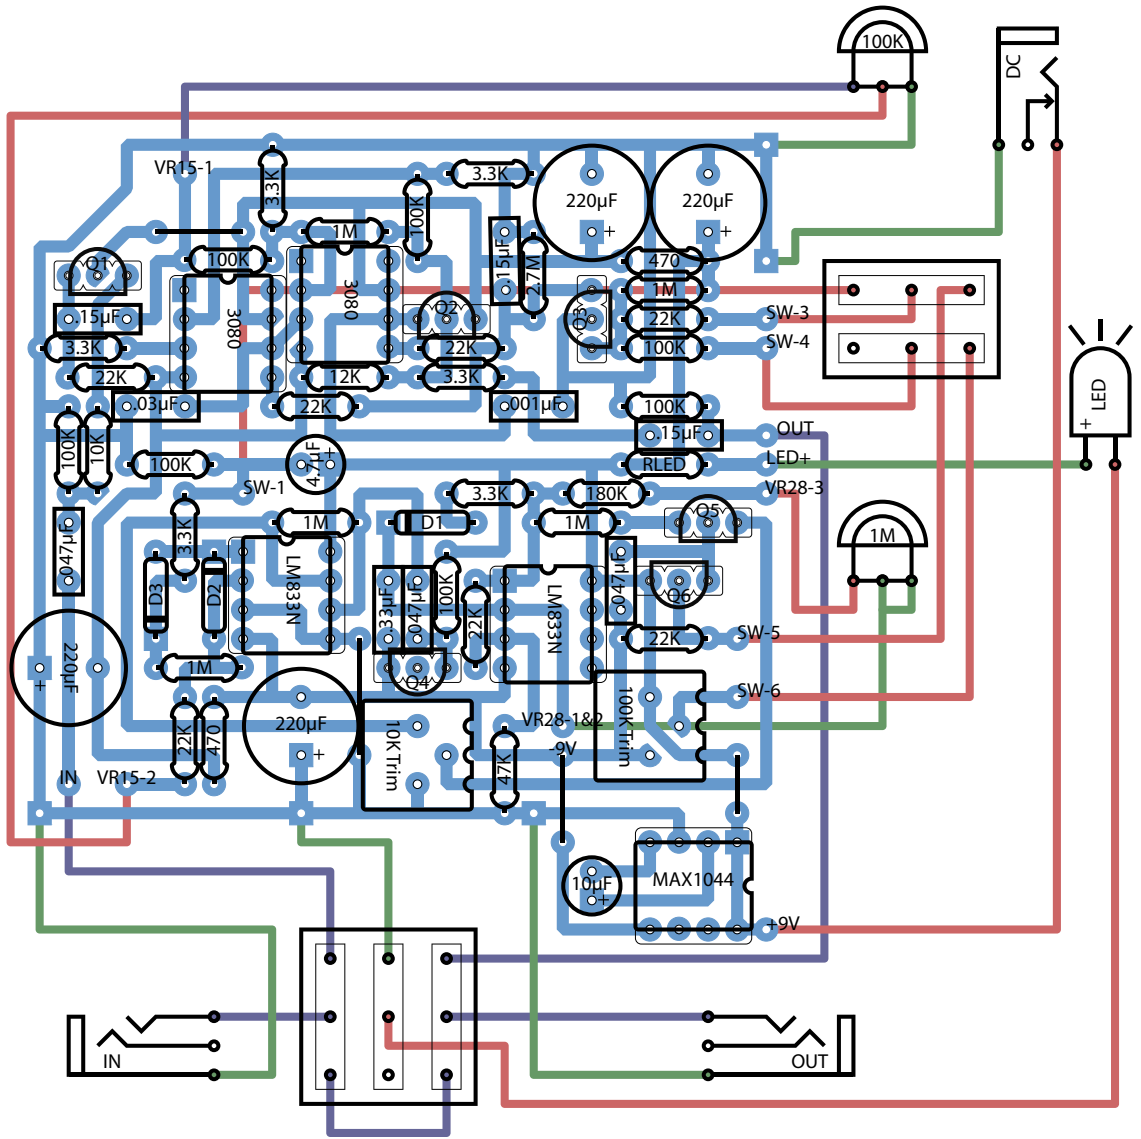 100K
DC
VR15-1
3.3K
3.3K
220µF
+
220µF
+
100K
1M
Q1
100K
.15µF
2.7M
470
3080
3080
1M
.15µF
Q2
Q3
22K
SW-3
3.3K
22K
100K
SW-4
22K
12K
3.3K
LED
+
.03µF
22K
.001µF
100K
100K
10K
.15µF
OUT
100K
4.7µF
+
RLED
LED+
SW-1
3.3K
180K
VR28-3
.047µF
3.3K
1M
D1
1M
Q5
1M
LM833N
.047µF
D3
D2
.33µF
.047µF
100K
22K
LM833N
Q6
22K
SW-5
220µF
+
1M
Q4
100K Trim
SW-6
22K
470
220µF
+
10K Trim
VR28-1&2
-9V
47K
IN
VR15-2
10µF
+
MAX1044
+9V
IN
OUT